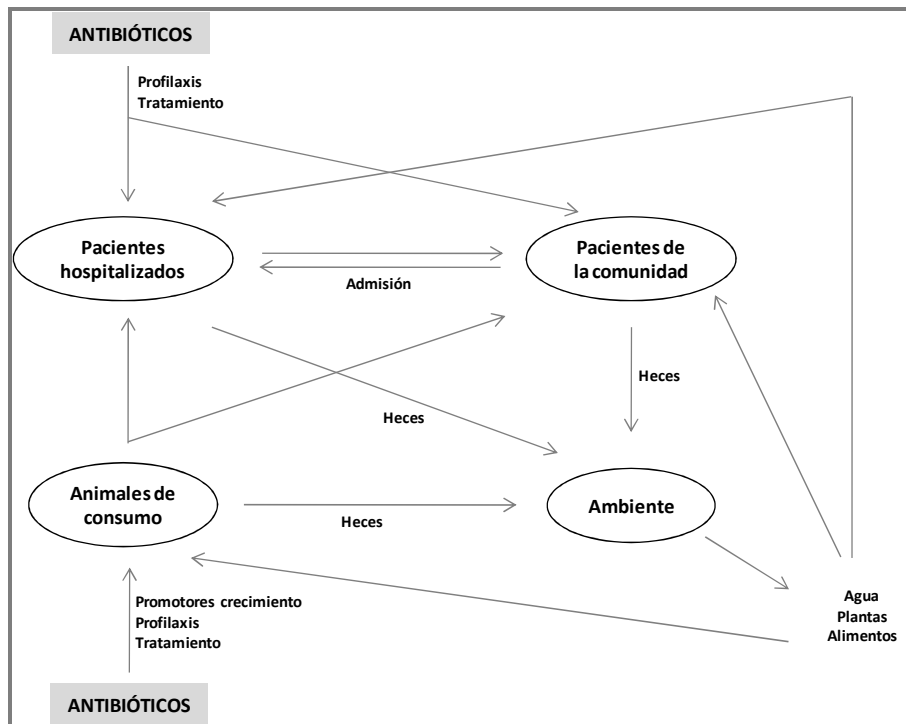 ANTIBIÓTICOS
Profilaxis
Tratamiento
Pacientes
hospitalizados
Pacientes de
la comunidad
Admisión
Heces
Heces
Animales de
consumo
Heces
Ambiente
Agua
Plantas
Alimentos
Promotores crecimiento
Profilaxis
Tratamiento
ANTIBIÓTICOS